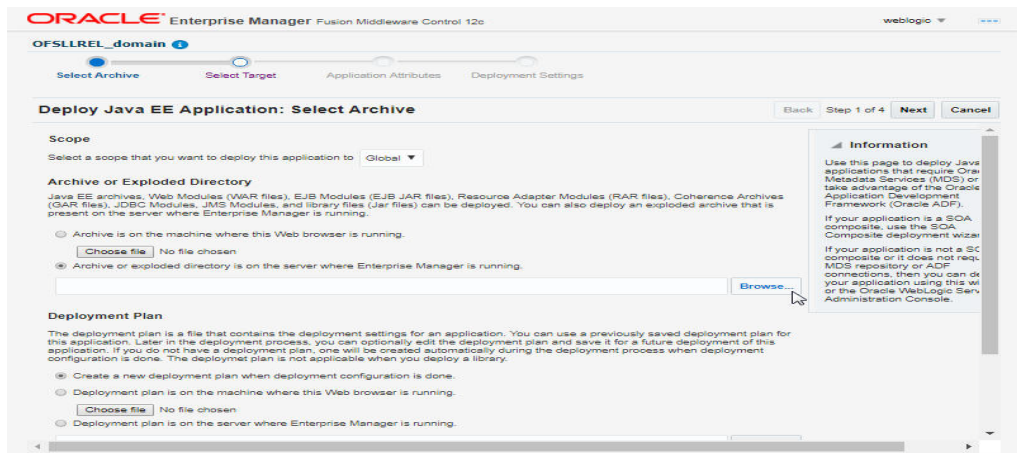 ORACLE Enterprise Manager Fusion Middleware Control 12c
weblogic
OFSLLREL_domain
Select Archive
Select Target
Application Attributes
Deployment Settings
Deploy Java EE Application: Select Archive
Back Step 1 of 4 Next Cancel
Scope
Select a scope that you want to deploy this application to Global
Archive or Exploded Directory
Java EE archives, Web Modules (WAR files), EJB Modules (EJB JAR files), Resource Adapter Modules (RAR files), Coherence Archives
(GAR files), JDBC Modules, JMS Modules, and library files (Jar files) can be deployed. You can also deploy an exploded archive that is
present on the server where Enterprise Manager is running.
Archive is on the machine where this Web browser is running.
Choose file No file chosen
Archive or exploded directory is on the server where Enterprise Manager is running.
Browse...
Deployment Plan
The deployment plan is a file that contains the deployment settings for an application. You can use a previously saved deployment plan for
this application. Later in the deployment process, you can optionally edit the deployment plan and save it for a future deployment of this
application. If you do not have a deployment plan, one will be created automatically during the deployment process when deployment
configuration is done. The deploymet plan is not applicable when you deploy a library.
Create a new deployment plan when deployment configuration is done.
Deployment plan is on the machine where this Web browser is running.
Choose file No file chosen
Deployment plan is on the server where Enterprise Manager is running.
Information
Use this page to deploy Java
applications that require Ora
Metadata Services (MDS) or
take advantage of the Oracle
Application Development
Framework (Oracle ADF).
If your application is a SOA
composite, use the SOA
Composite deployment wizar
If your application is not a SO
composite or it does not requ
MDS repository or ADF
connections, then you can de
your application using this wi
or the Oracle WebLogic Serv
Administration Console.